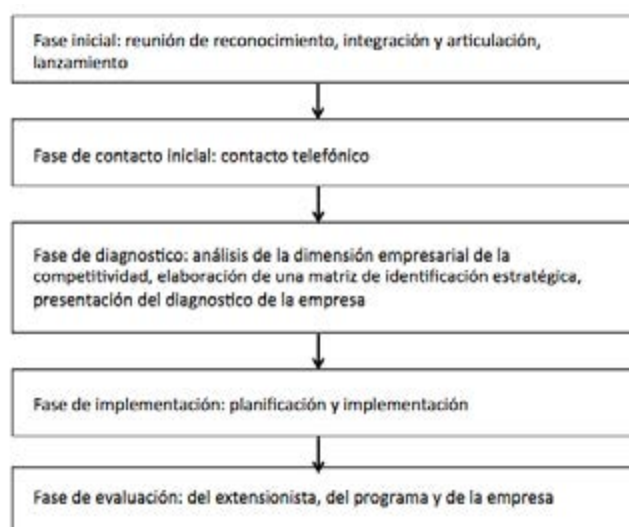 Fase inicial: reunión de reconocimiento, integración y articulación,
lanzamiento
Fase de contacto inicial: contacto telefónico
Fase de diagnostico: análisis de la dimensión empresarial de la
competitividad, elaboración de una matriz de identificación estratégica,
presentación del diagnostico de la empresa
Fase de implementación: planificación y implementación
Fase de evaluación: del extensionista, del programa y de la empresa